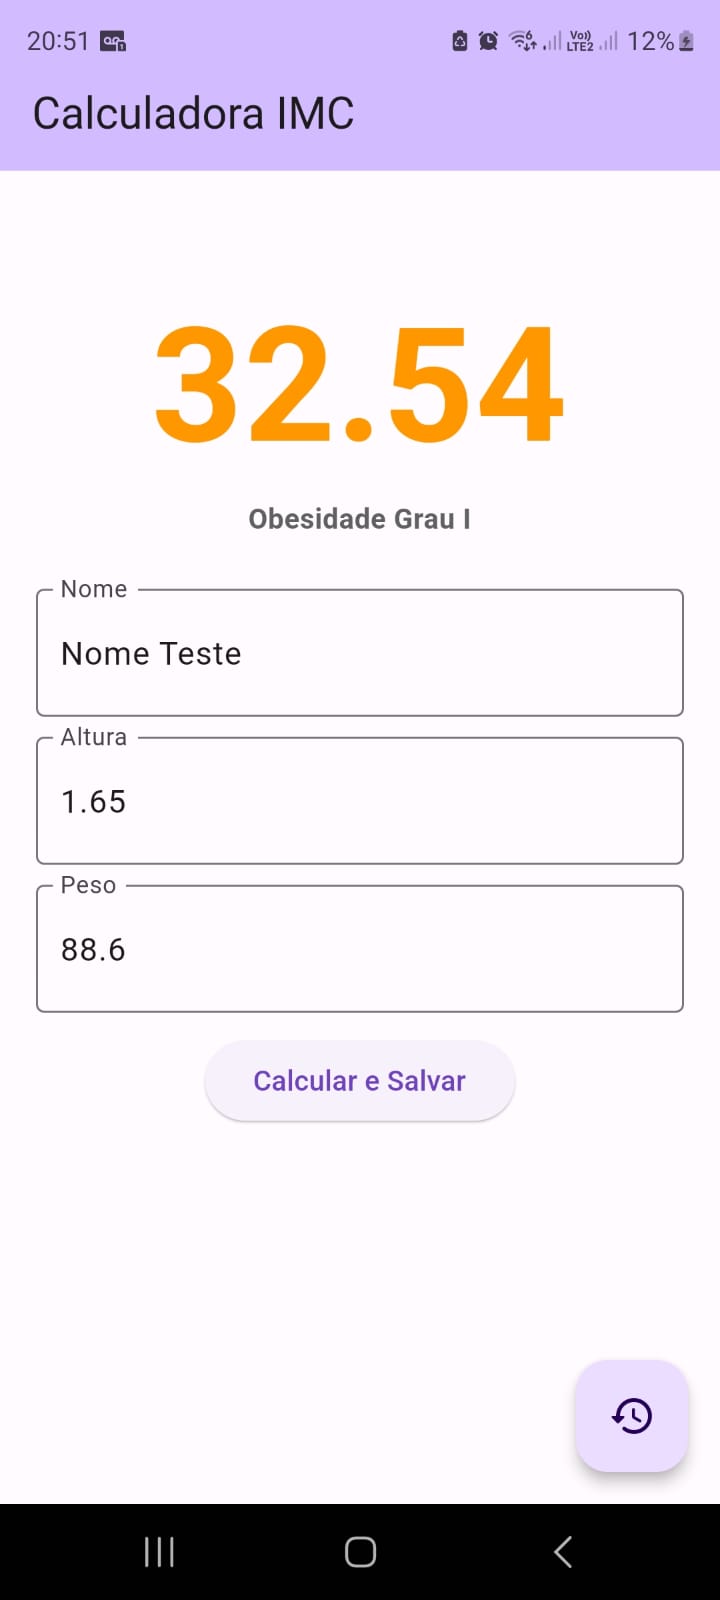 20:51
Vo))
LTE2
12%
Calculadora IMC
32.54
Obesidade Grau I
Nome
Nome Teste
Altura
1.65
Peso
88.6
Calcular e Salvar